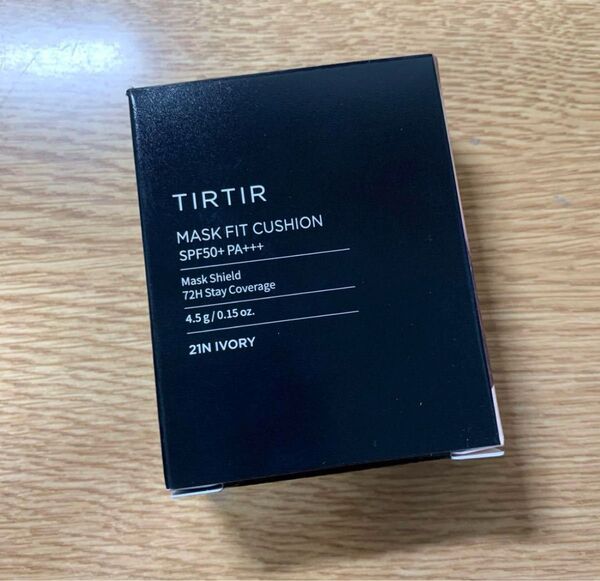 TIRTIR
MASK FIT CUSHION
SPF50+ PA+++
Mask Shield
72H Stay Coverage
4.5 g / 0.15 oz.
21N IVORY